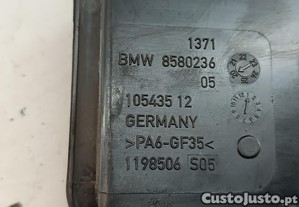 1371
BMW 8580236
05
105435 12
GERMANY
>PA6-GF35<
1198506 S05
CustoJusto.pt